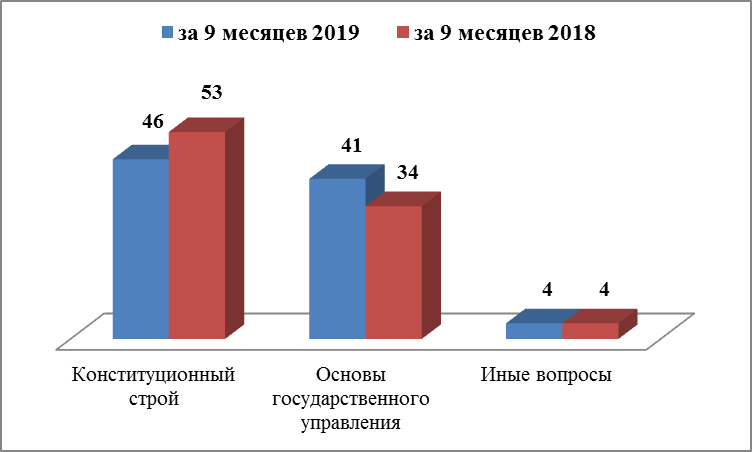 за 9 месяцев 2019 за 9 месяцев 2018
53
46
41
34
4 4
Конституционный
строй
Основы
государственного
управления
Иные вопросы